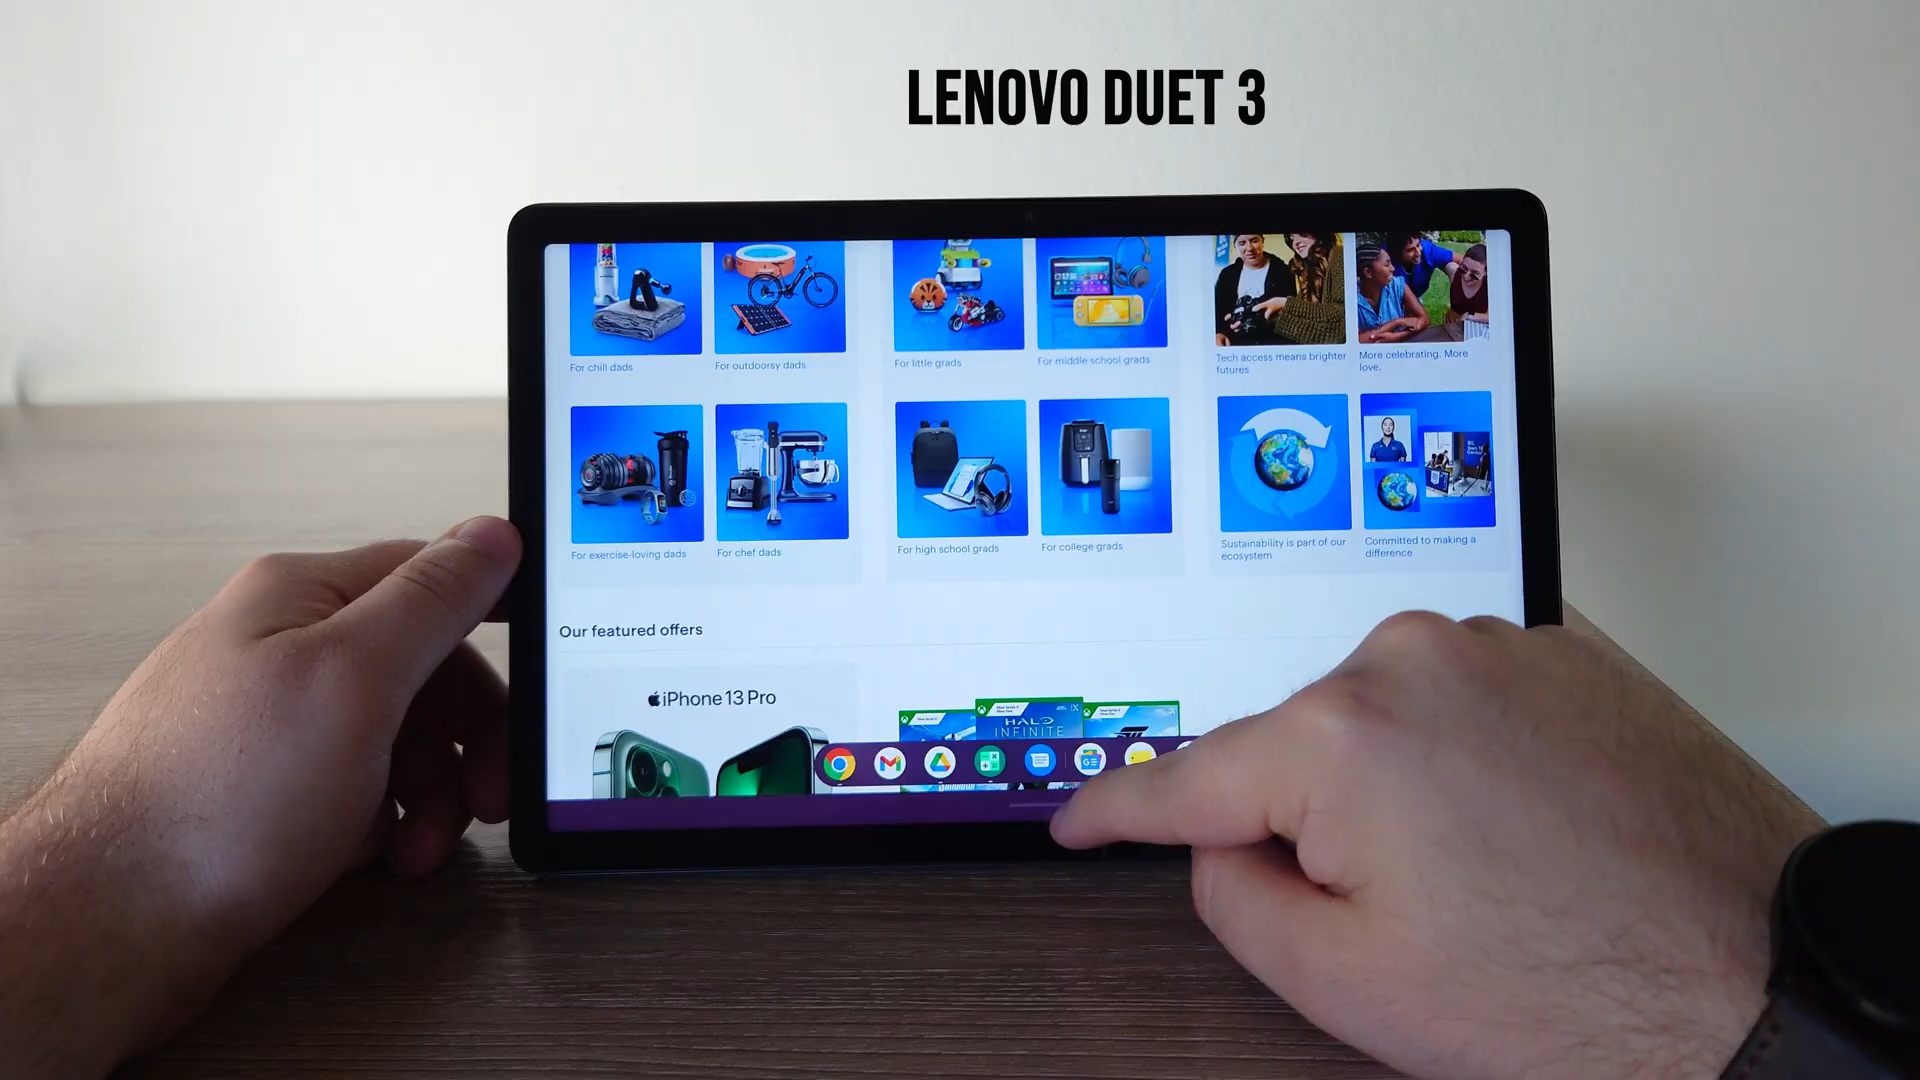 LENOVO DUET 3
For chill dads
For outdoorsy dads
For little grads
For middle school grads
Tech access means brighter
futures
More celebrating. More
love.
For exercise-loving dads
For chef dads
For high school grads
For college grads
Sustainability is part of our
ecosystem
Committed to making a
difference
Our featured offers
iPhone 13 Pro
HALO
INFINITE